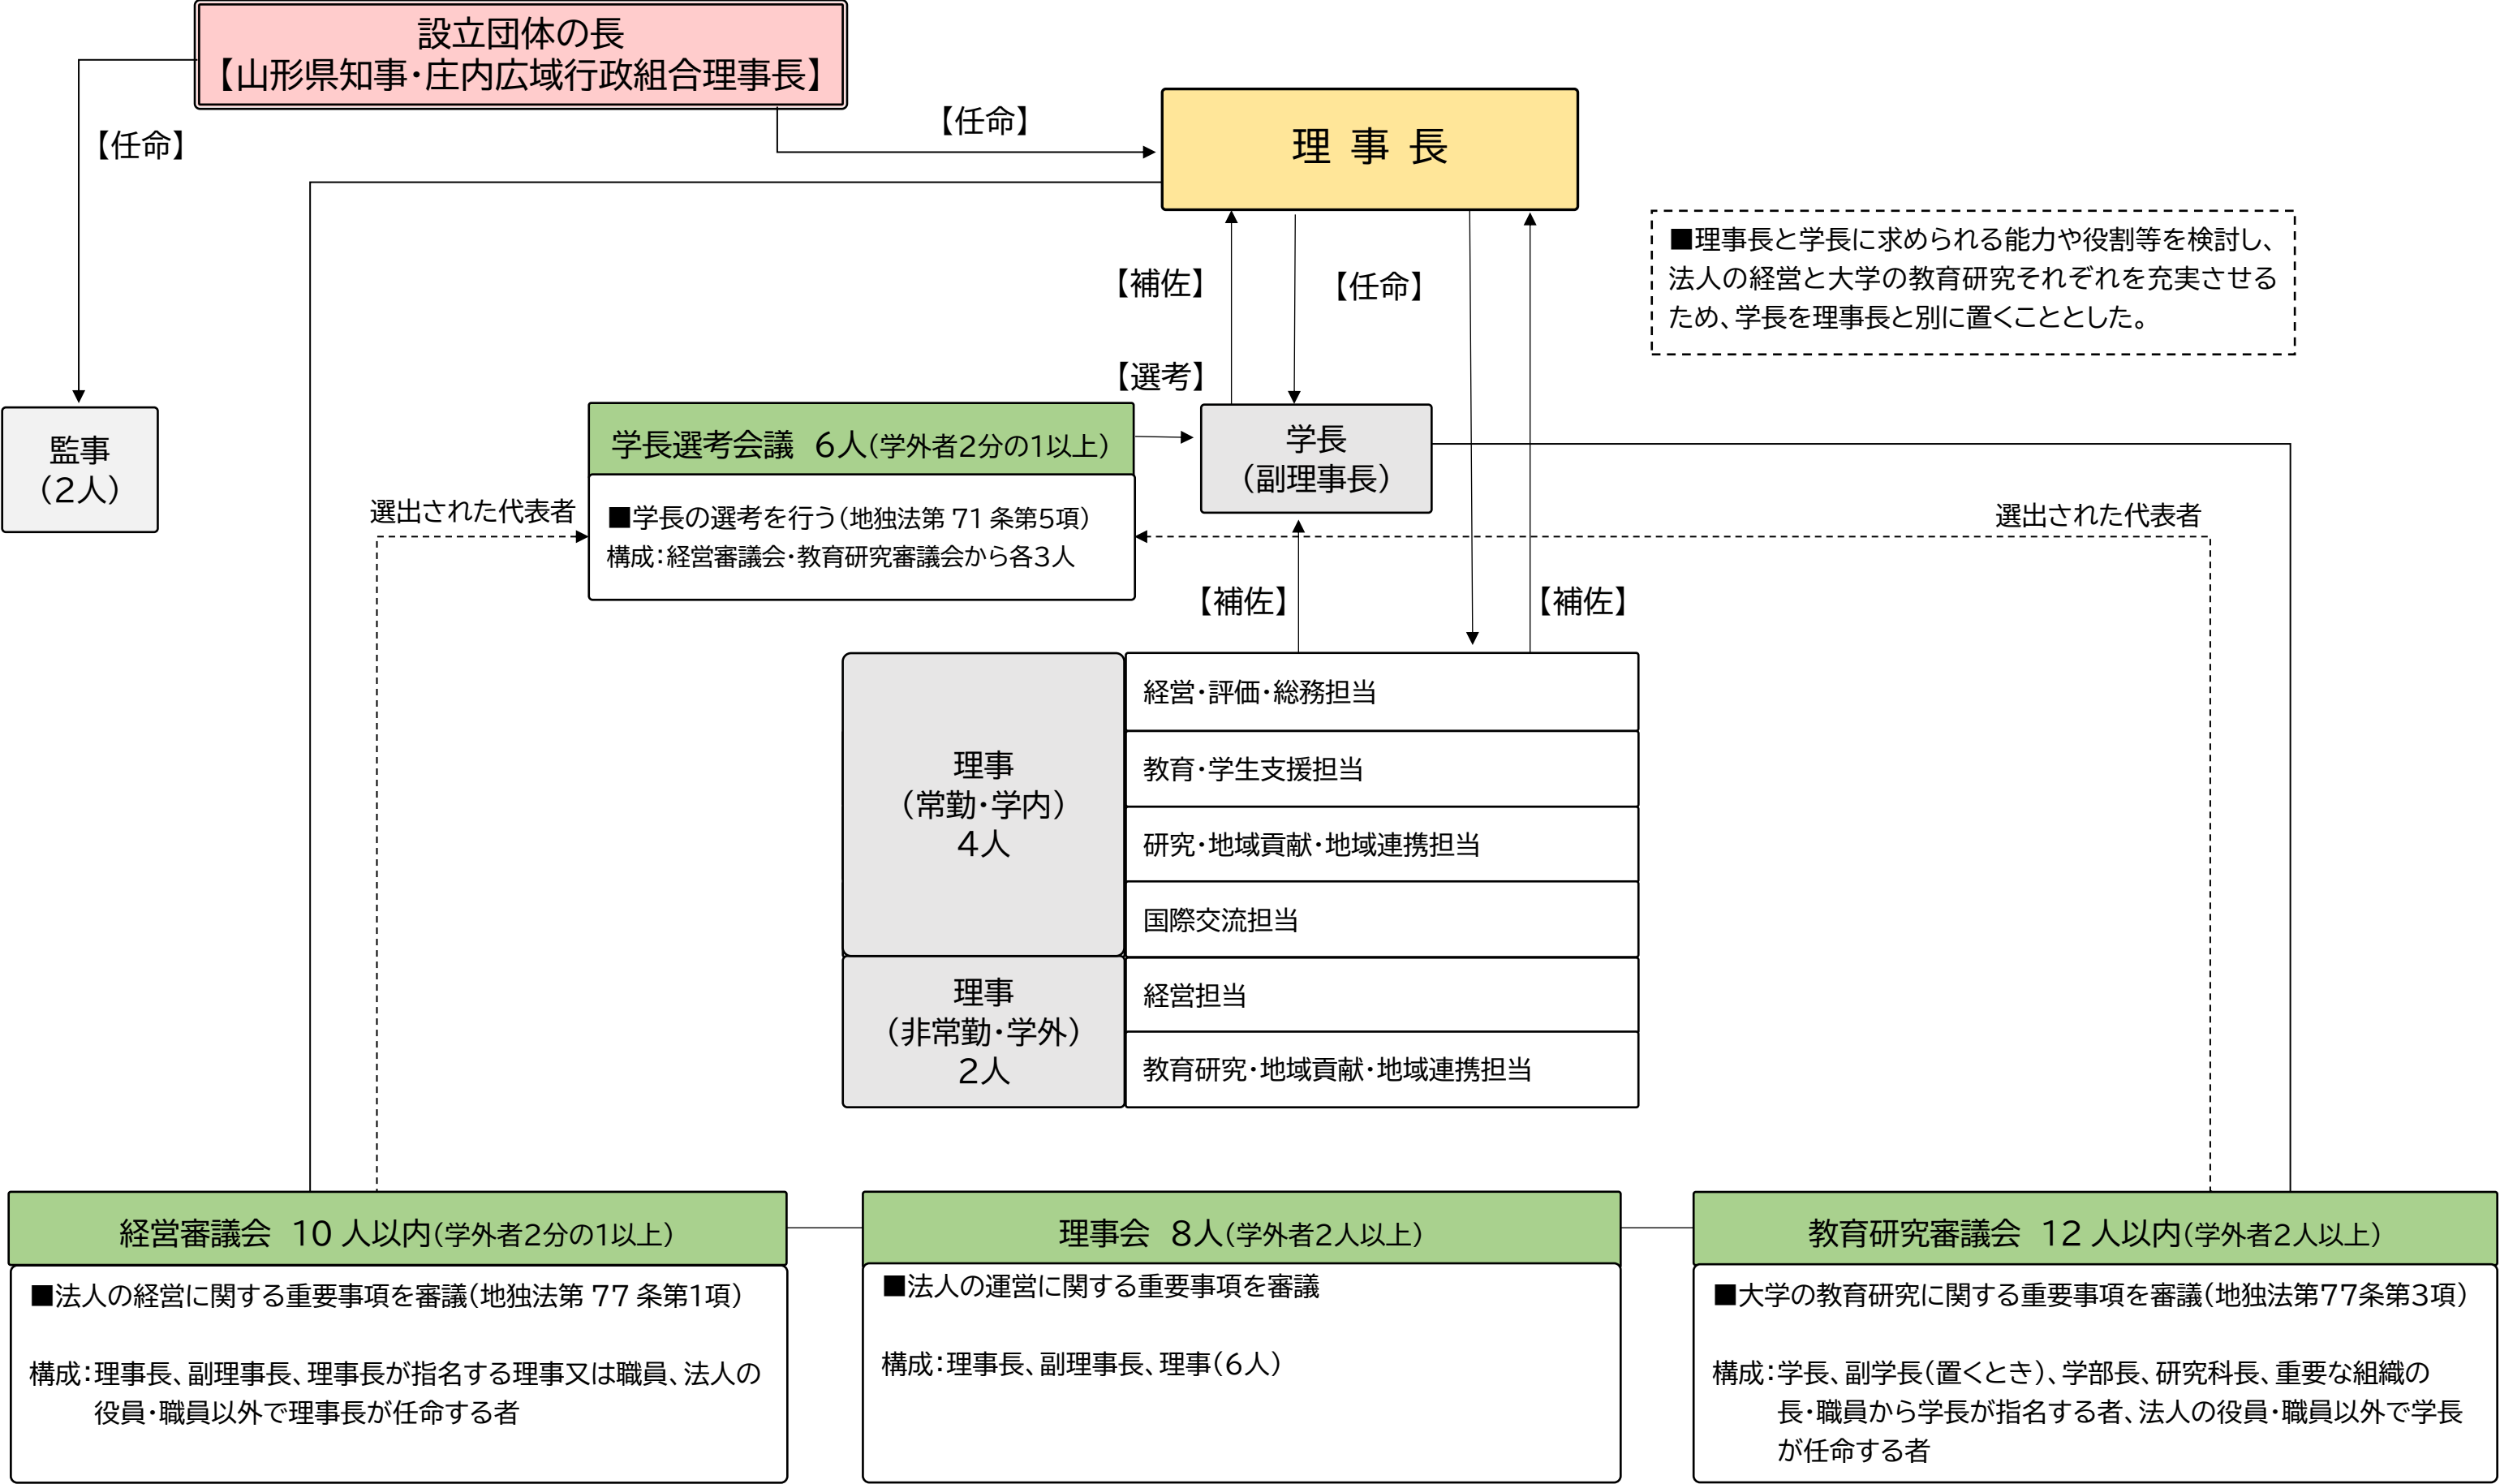 設立団体の長
【山形県知事・庄内広域行政組合理事長】
【任命】
【任命】
理 事 長
■理事長と学長に求められる能力や役割等を検討し、
法人の経営と大学の教育研究それぞれを充実させる
ため、学長を理事長と別に置くこととした。
【補佐】
【任命】
【選考】
監事
（2人）
学長選考会議 6人（学外者2分の1以上）
■学長の選考を行う（地独法第 71 条第5項）
構成：経営審議会・教育研究審議会から各3人
学長
（副理事長）
選出された代表者
選出された代表者
【補佐】
【補佐】
理事
（常勤・学内）
4人
経営・評価・総務担当
教育・学生支援担当
研究・地域貢献・地域連携担当
国際交流担当
理事
（非常勤・学外）
2人
経営担当
教育研究・地域貢献・地域連携担当
経営審議会 10 人以内（学外者2分の1以上）
■法人の経営に関する重要事項を審議（地独法第 77 条第1項）
構成：理事長、副理事長、理事長が指名する理事又は職員、法人の
役員・職員以外で理事長が任命する者
理事会 8人（学外者2人以上）
■法人の運営に関する重要事項を審議
構成：理事長、副理事長、理事（6人）
教育研究審議会 12 人以内（学外者2人以上）
■大学の教育研究に関する重要事項を審議（地独法第77条第3項）
構成：学長、副学長（置くとき）、学部長、研究科長、重要な組織の
長・職員から学長が指名する者、法人の役員・職員以外で学長
が任命する者